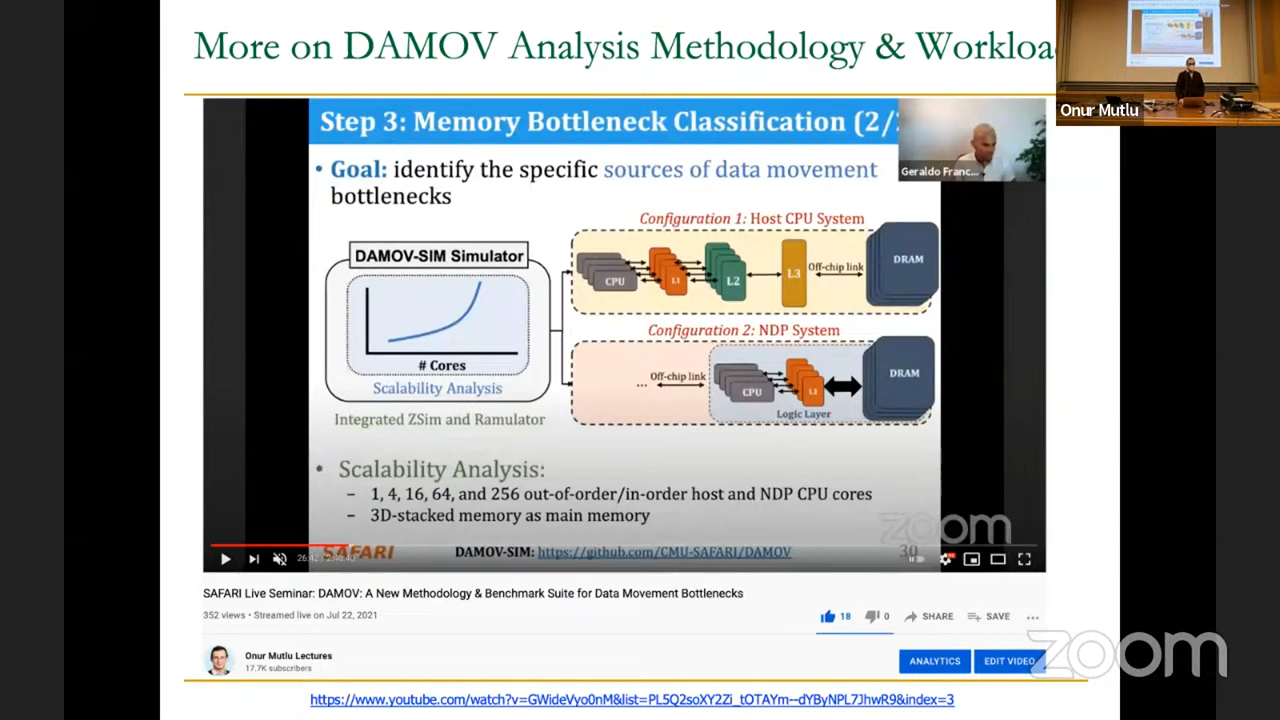 More on DAMOV Analysis Methodology & Workloa
Onur Mutlu
Step 3: Memory Bottleneck Classification (2/
Geraldo Franc...
• Goal: identify the specific sources of data movement
bottlenecks
Configuration 1: Host CPU System
DAMOV-SIM Simulator
CPU
L1
L2
L3
Off-chip link
DRAM
# Cores
Scalability Analysis
Integrated ZSim and Ramulator
Configuration 2: NDP System
... Off-chip link
CPU
L1
Logic Layer
DRAM
• Scalability Analysis:
– 1, 4, 16, 64, and 256 out-of-order/in-order host and NDP CPU cores
– 3D-stacked memory as main memory
zoom
SAFARI
DAMOV-SIM: https://github.com/CMU-SAFARI/DAMOV
30
SAFARI Live Seminar: DAMOV: A New Methodology & Benchmark Suite for Data Movement Bottlenecks
352 views • Streamed live on Jul 22, 2021
18
0
SHARE
SAVE
...
Onur Mutlu Lectures
17.7K subscribers
ANALYTICS
EDIT VIDEO
zoom
https://www.youtube.com/watch?v=GWideVyo0nM&list=PL5Q2soXY2Zi_tOTAYm--dYByNPL7JhwR9&index=3